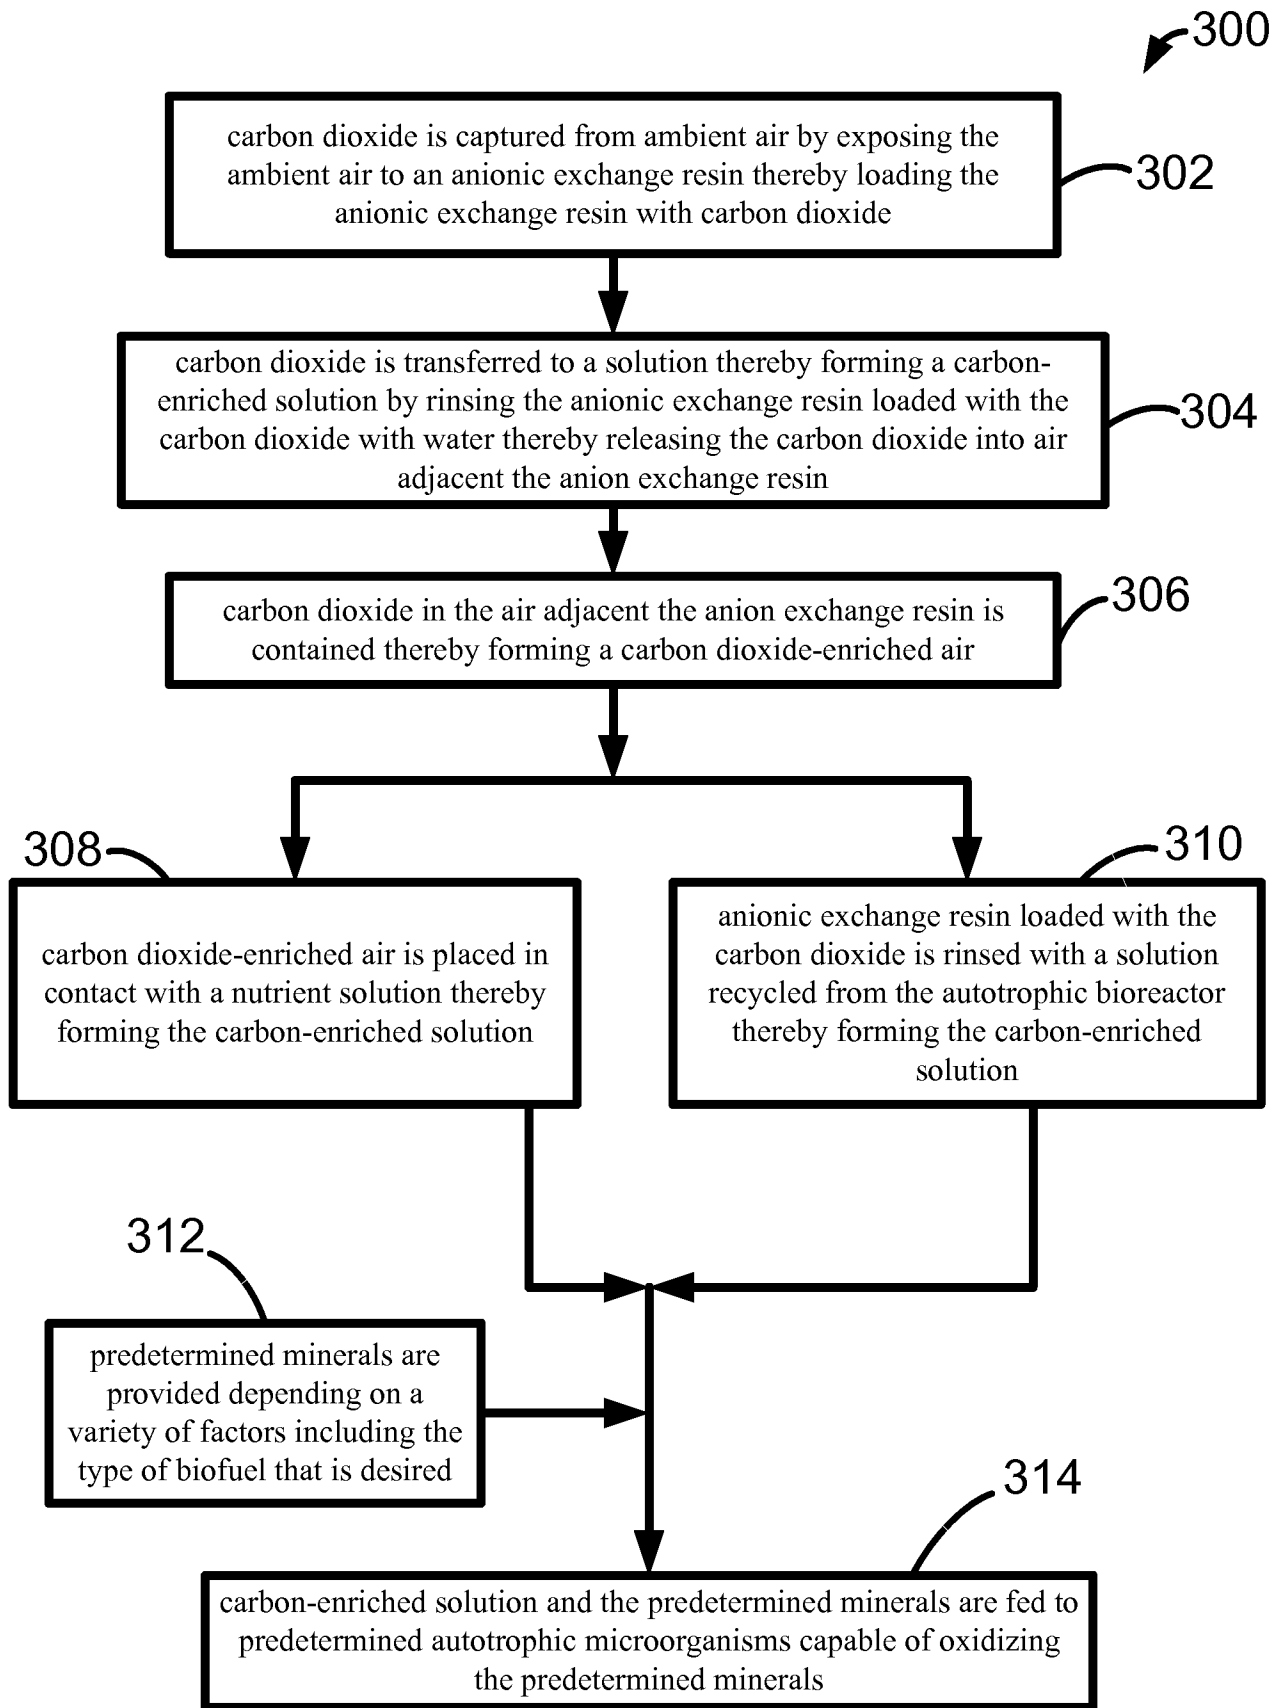 300
carbon dioxide is captured from ambient air by exposing the
ambient air to an anionic exchange resin thereby loading the
anionic exchange resin with carbon dioxide
302
carbon dioxide is transferred to a solution thereby forming a carbon-
enriched solution by rinsing the anionic exchange resin loaded with the
carbon dioxide with water thereby releasing the carbon dioxide into air
adjacent the anion exchange resin
304
carbon dioxide in the air adjacent the anion exchange resin is
contained thereby forming a carbon dioxide-enriched air
306
308
carbon dioxide-enriched air is placed in
contact with a nutrient solution thereby
forming the carbon-enriched solution
310
anionic exchange resin loaded with the
carbon dioxide is rinsed with a solution
recycled from the autotrophic bioreactor
thereby forming the carbon-enriched
solution
312
predetermined minerals are
provided depending on a
variety of factors including the
type of biofuel that is desired
314
carbon-enriched solution and the predetermined minerals are fed to
predetermined autotrophic microorganisms capable of oxidizing
the predetermined minerals